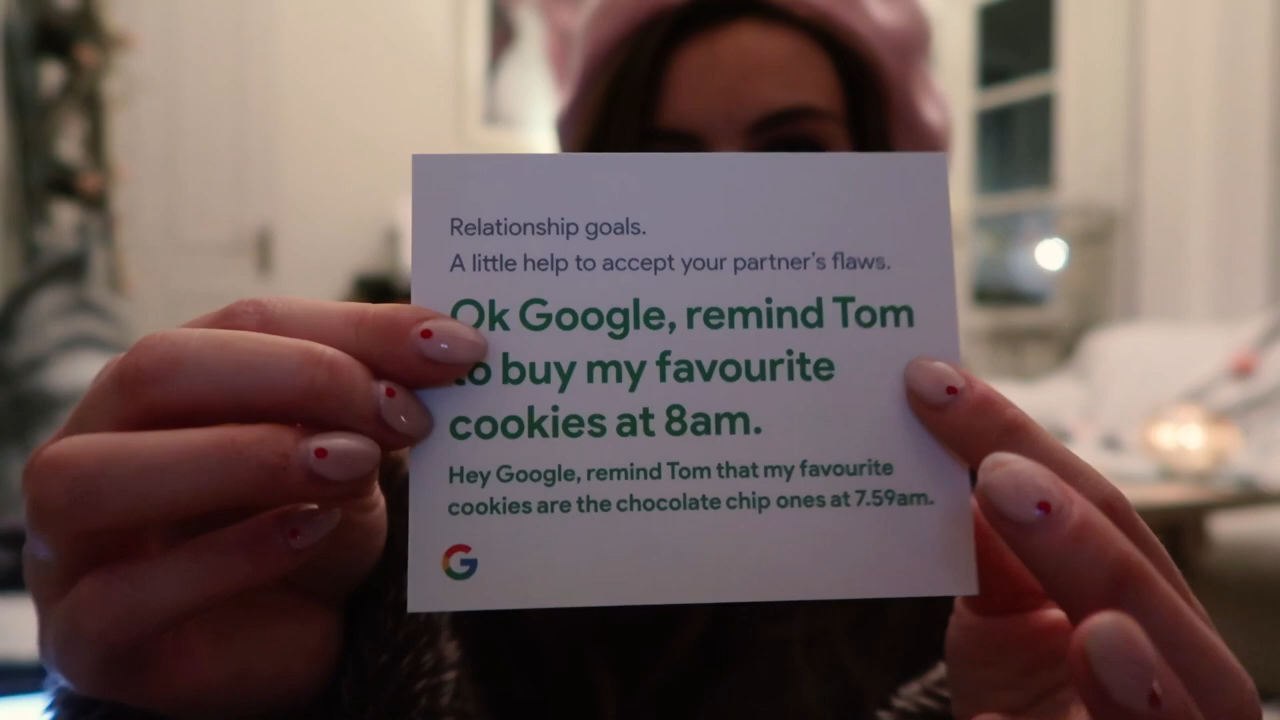 Relationship goals.
A little help to accept your partner's flaws.
Ok Google, remind Tom
to buy my favourite
cookies at 8am.
Hey Google, remind Tom that my favourite
cookies are the chocolate chip ones at 7.59am.
G